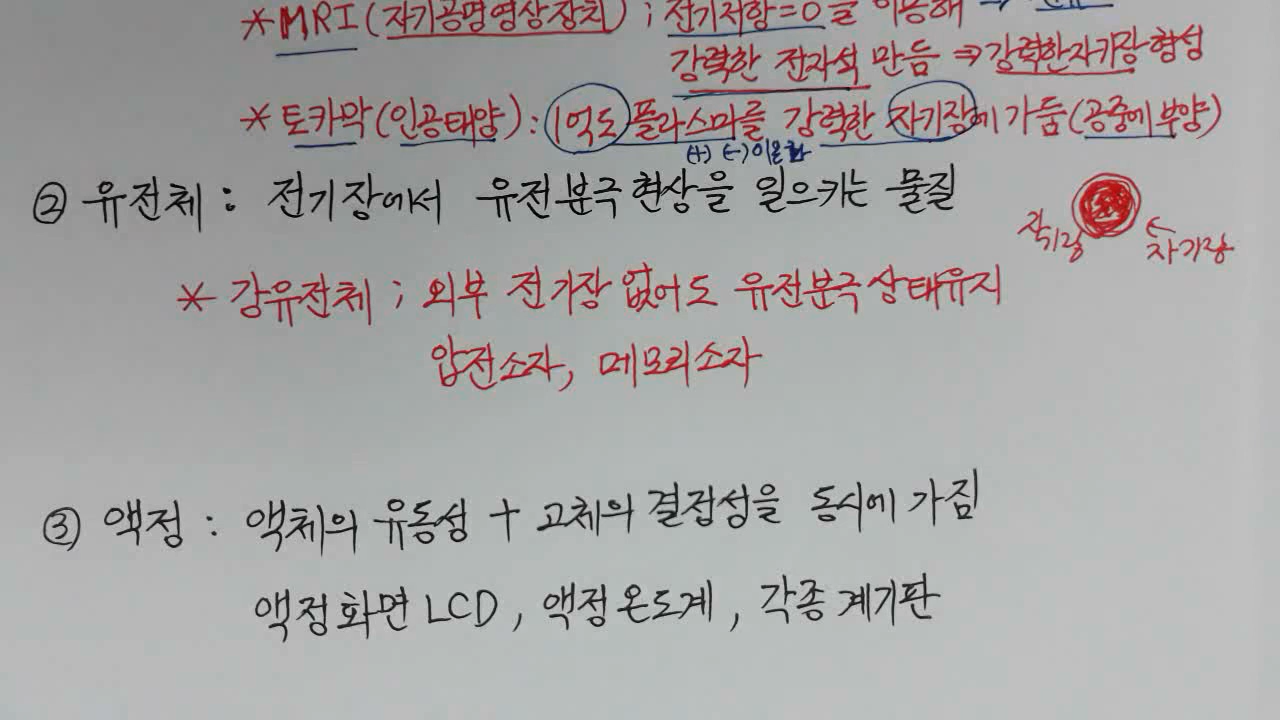 *MRI(자기공명영상장치) ; 전기저항=0을 이용해 ⇒
강력한 전자석 만듬 ⇒ 강력한자기장형성
* 토카막(인공태양) : 1억도 플라스마를 강력한 자기장에 가둠(공중에부양)
(+) (-)이온화
② 유전체 : 전기장에서 유전분극현상을 일으키는 물질
자기장
자기장
* 강유전체 ; 외부 전기장 없어도 유전분극상태유지
압전소자, 메모리소자
③ 액정 : 액체의 유동성 + 고체의 결접성을 동시에 가짐
액정화면 LCD , 액정온도계 , 각종계기판